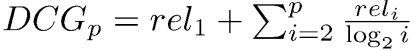 $DCG_p = rel_1 + \sum_{i=2}^{p} \frac{rel_i}{\log_2 i}$